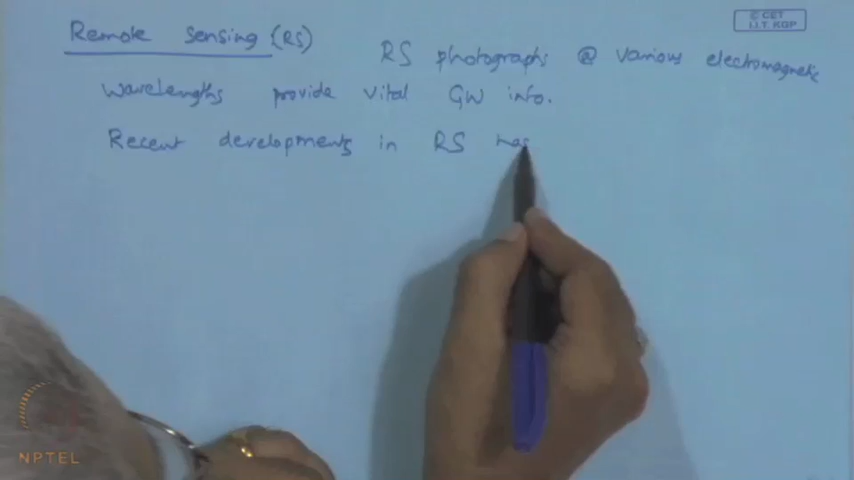 © CET
I.I.T. KGP
Remote sensing (RS)
RS photographs @ various electromagnetic
wavelengths provide vital GW info.
Recent developments in RS has
NPTEL